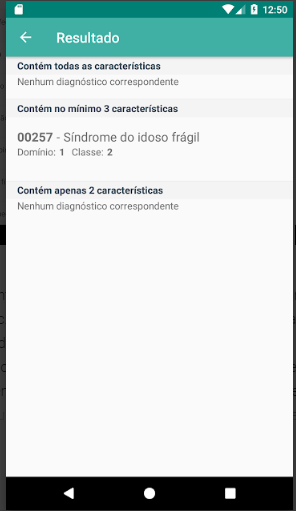 12:50
Resultado
Contém todas as características
Nenhum diagnóstico correspondente
Contém no mínimo 3 características
00257 - Síndrome do idoso frágil
Domínio: 1 Classe: 2
Contém apenas 2 características
Nenhum diagnóstico correspondente